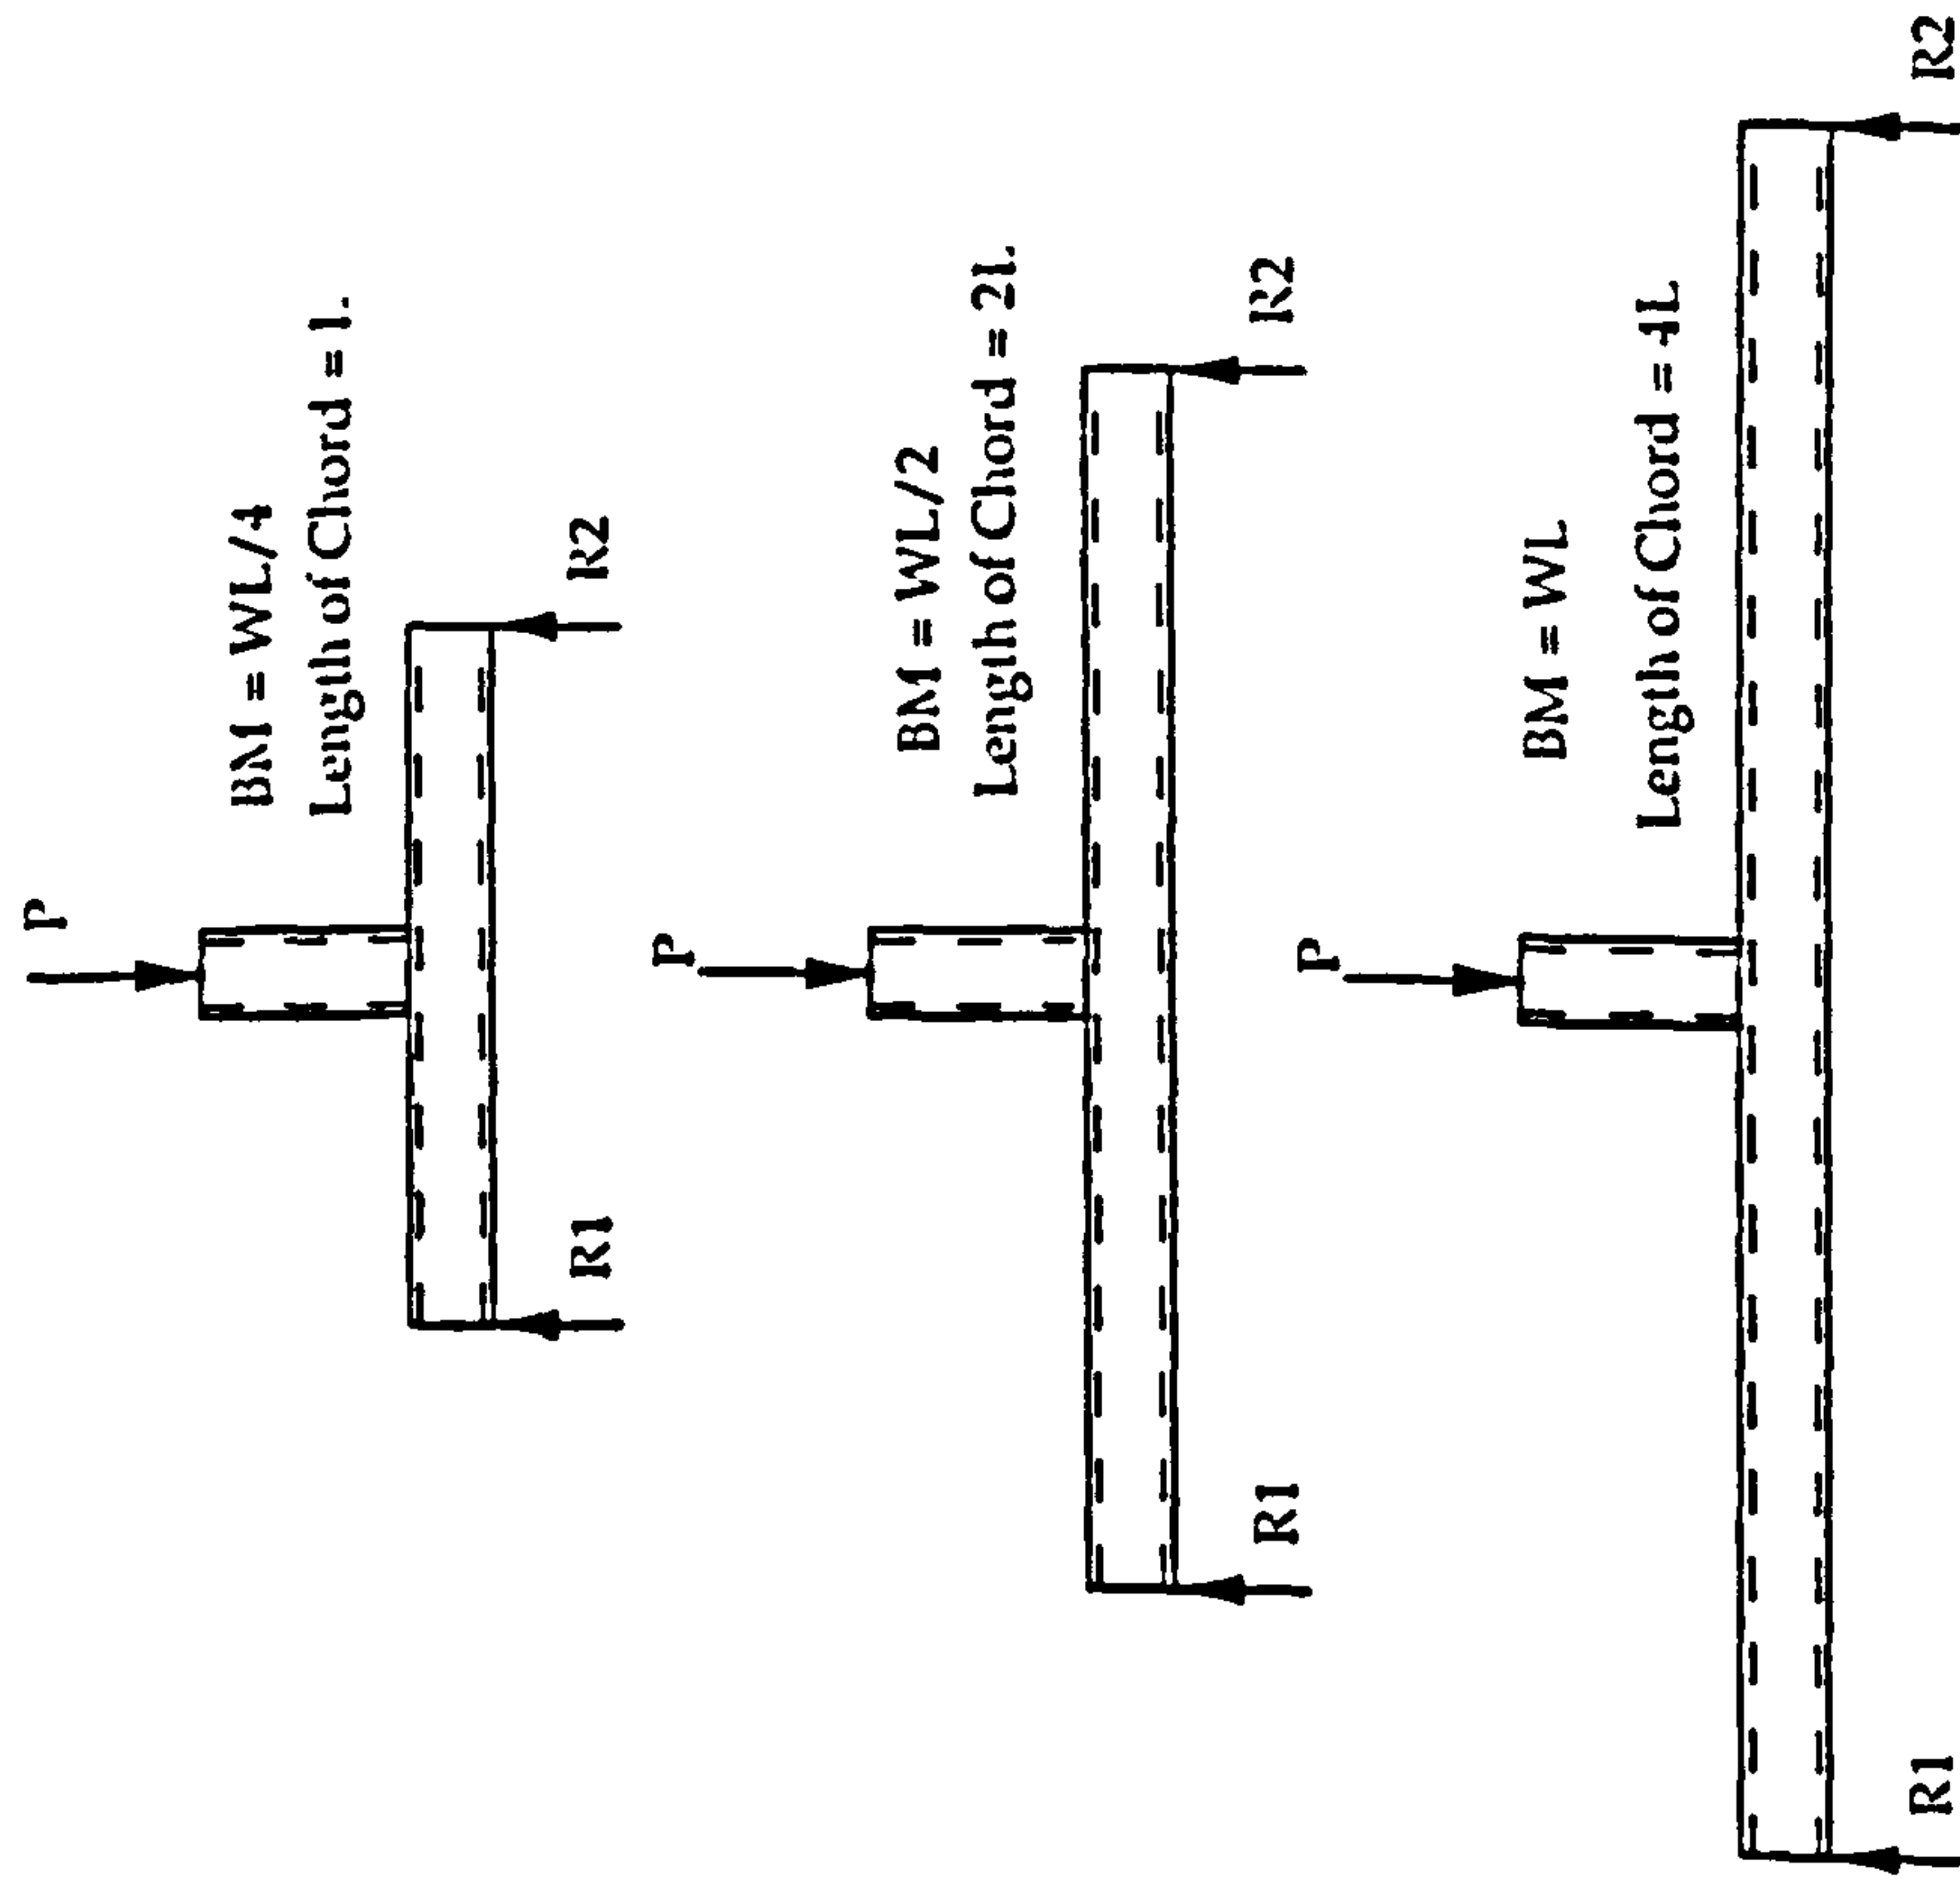 P
BM = WL/4
Length of Chord = L
R1
R2
P
BM = WL/2
Length of Chord = 2L
R1
R2
P
BM = WL
Length of Chord = 4L
R1
R2